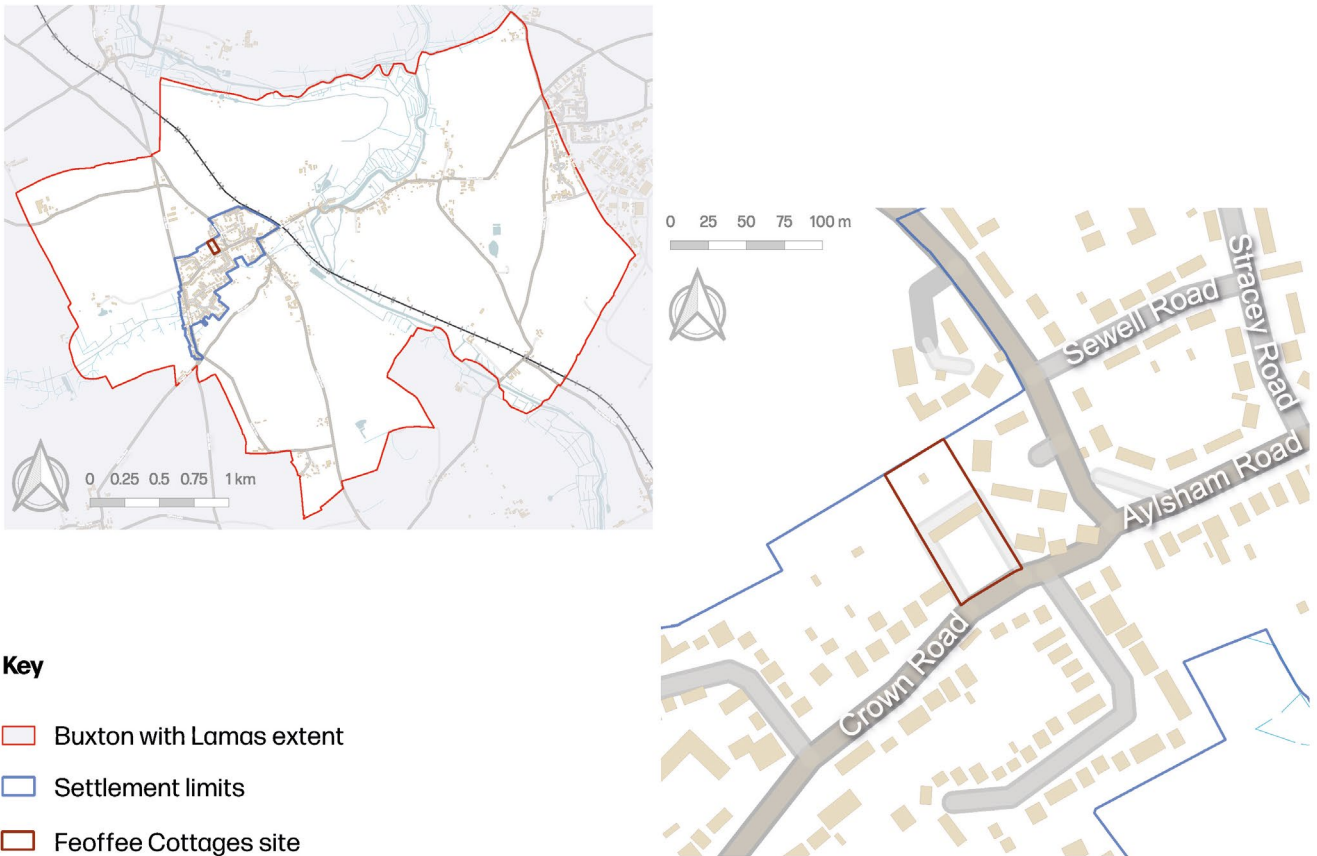 0 0.25 0.5 0.75 1 km
0 25 50 75 100 m
Sewell Road
Stracey Road
Aylsham Road
Crown Road
Key
Buxton with Lamas extent
Settlement limits
Feoffee Cottages site